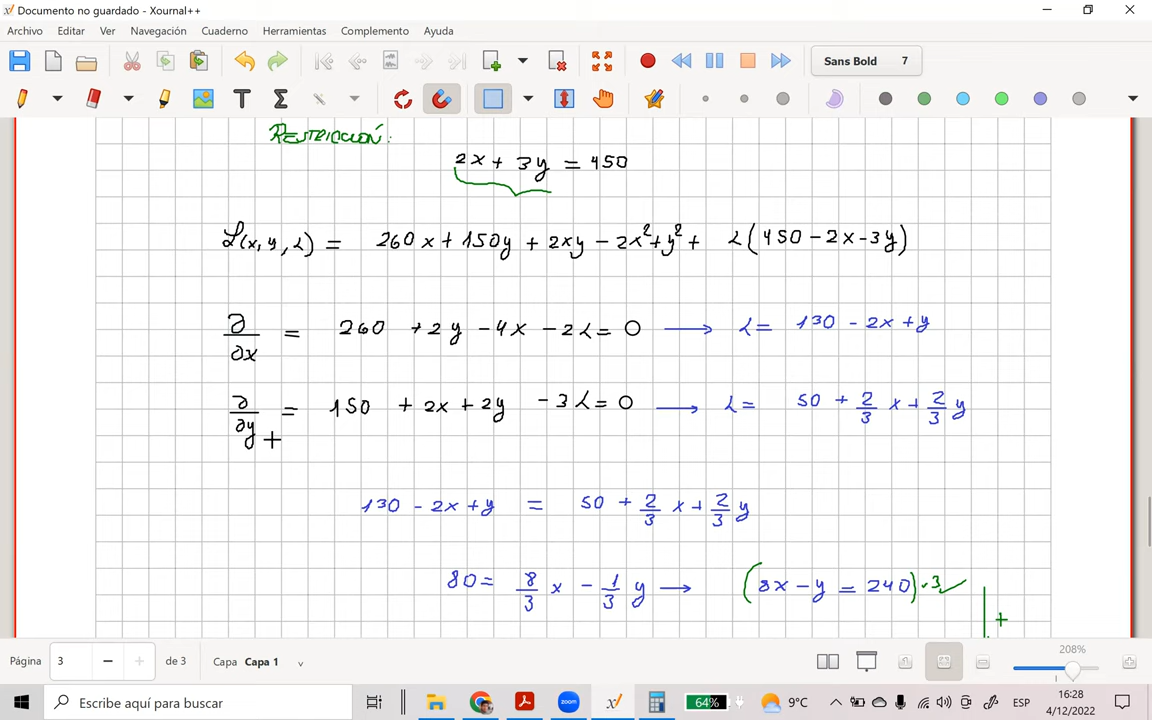 Documento no guardado - Xournal++
Archivo Editar Ver Navegación Cuaderno Herramientas Complemento Ayuda
Sans Bold 7
RESTRICCIÓN:
2x + 3y = 450
L(x, y, λ) = 260x + 150y + 2xy - 2x² + y² + λ(450 - 2x - 3y)
∂/∂x = 260 + 2y - 4x - 2λ = 0 → λ = 130 - 2x + y
∂/∂y = 150 + 2x + 2y - 3λ = 0 → λ = 50 + 2/3 x + 2/3 y
130 - 2x + y = 50 + 2/3 x + 2/3 y
80 = 8/3 x - 1/3 y → (8x - y = 240) · 3 ✓
+
Página 3 de 3 Capa Capa 1 208%
Escribe aquí para buscar 64% 9°C ESP 16:28
4/12/2022